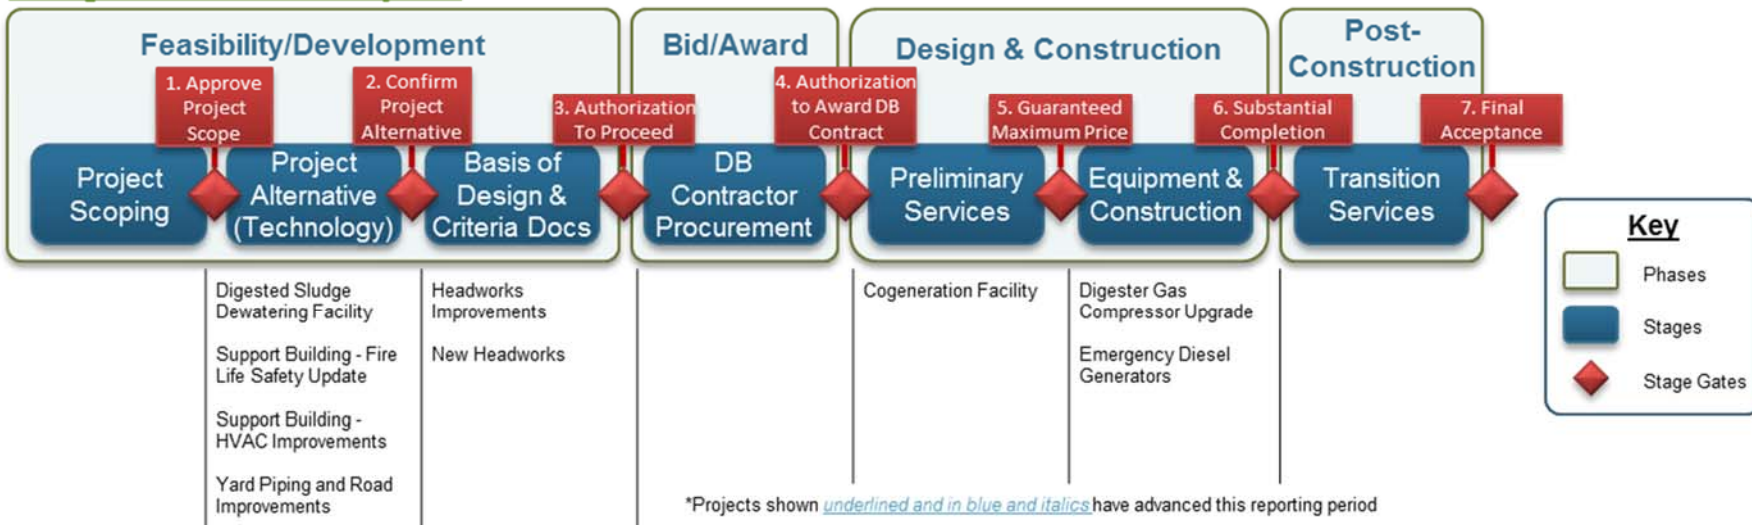 Feasibility/Development
Bid/Award
Design & Construction
Post-
Construction
1. Approve
Project
Scope
2. Confirm
Project
Alternative
3. Authorization
To Proceed
4. Authorization
to Award DB
Contract
5. Guaranteed
Maximum Price
6. Substantial
Completion
7. Final
Acceptance
Project
Scoping
Project
Alternative
(Technology)
Basis of
Design &
Criteria Docs
DB
Contractor
Procurement
Preliminary
Services
Equipment &
Construction
Transition
Services
Key
Phases
Stages
Stage Gates
Digested Sludge
Dewatering Facility
Support Building - Fire
Life Safety Update
Support Building -
HVAC Improvements
Yard Piping and Road
Improvements
Headworks
Improvements
New Headworks
Cogeneration Facility
Digester Gas
Compressor Upgrade
Emergency Diesel
Generators
*Projects shown underlined and in blue and italics have advanced this reporting period